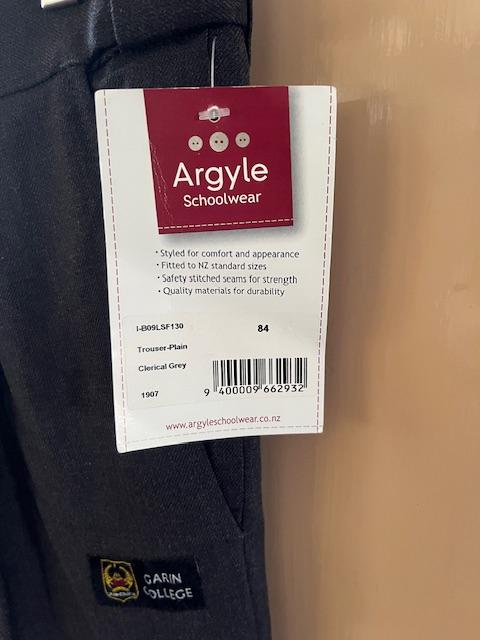 Argyle
Schoolwear
· Styled for comfort and appearance
· Fitted to NZ standard sizes
· Safety stitched seams for strength
· Quality materials for durability
I-B09LSF130 84
Trouser-Plain
Clerical Grey
1907
9 400009 662932
www.argyleschoolwear.co.nz
GARIN
COLLEGE